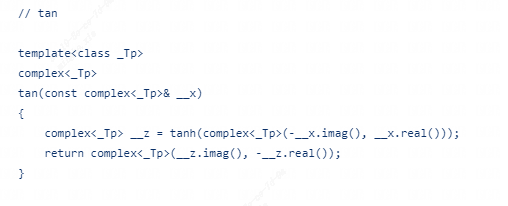 // tan
template<class _Tp>
complex<_Tp>
tan(const complex<_Tp>& __x)
{
    complex<_Tp> __z = tanh(complex<_Tp>(-__x.imag(), __x.real()));
    return complex<_Tp>(__z.imag(), -__z.real());
}